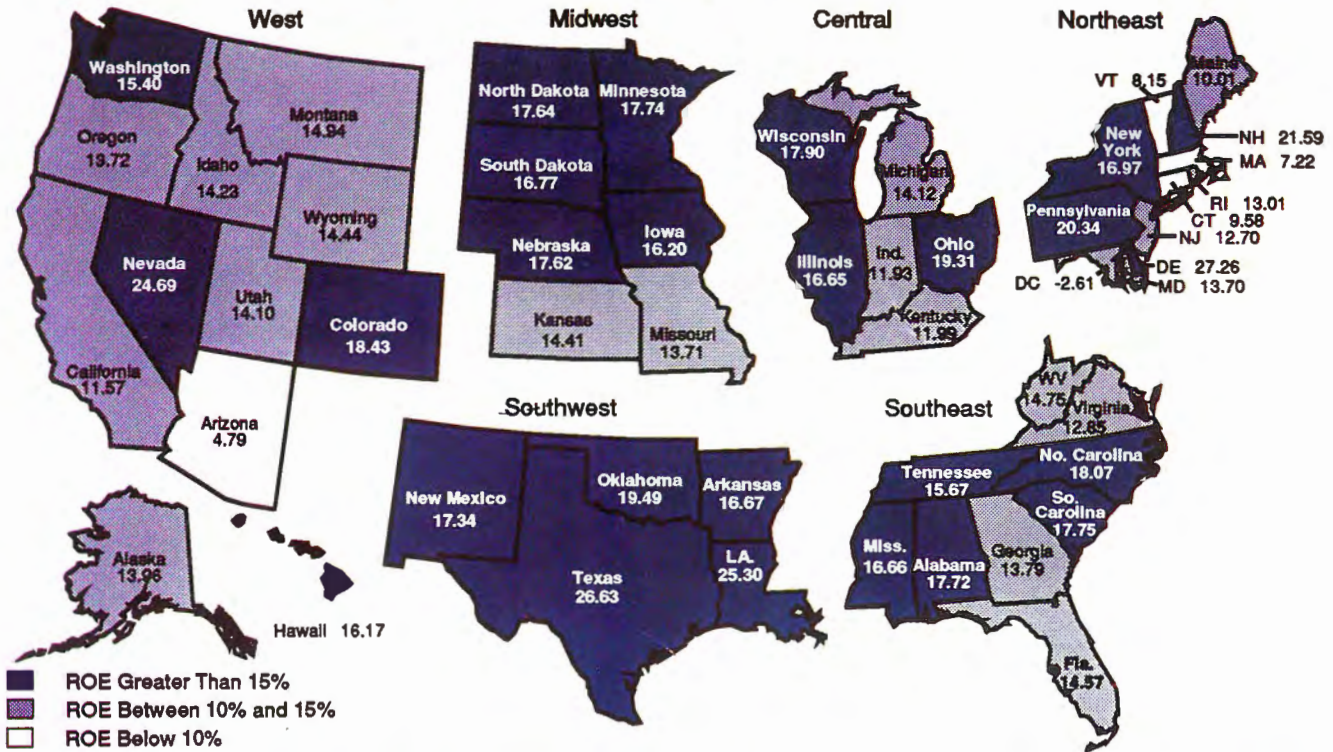 West
Midwest
Central
Northeast
Washington
15.40
Montana
14.94
Oregon
13.72
Idaho
14.23
Wyoming
14.44
Nevada
24.69
Utah
14.10
Colorado
18.43
California
11.57
Arizona
4.79
Alaska
13.96
Hawaii 16.17
North Dakota
17.64
Minnesota
17.74
South Dakota
16.77
Nebraska
17.62
Iowa
16.20
Kansas
14.41
Missouri
13.71
Wisconsin
17.90
Michigan
14.12
Illinois
16.65
Ind.
11.93
Ohio
19.31
Kentucky
11.99
Maine
10.01
VT 8.15
New
York
16.97
NH 21.59
MA 7.22
RI 13.01
CT 9.58
NJ 12.70
Pennsylvania
20.34
DE 27.26
MD 13.70
DC -2.61
Southwest
Southeast
New Mexico
17.34
Oklahoma
19.49
Arkansas
16.67
Texas
26.63
LA.
25.30
WV
14.75
Virginia
12.85
Tennessee
15.67
No. Carolina
18.07
So.
Carolina
17.75
Miss.
16.66
Alabama
17.72
Georgia
13.79
Fla.
14.57
ROE Greater Than 15%
ROE Between 10% and 15%
ROE Below 10%